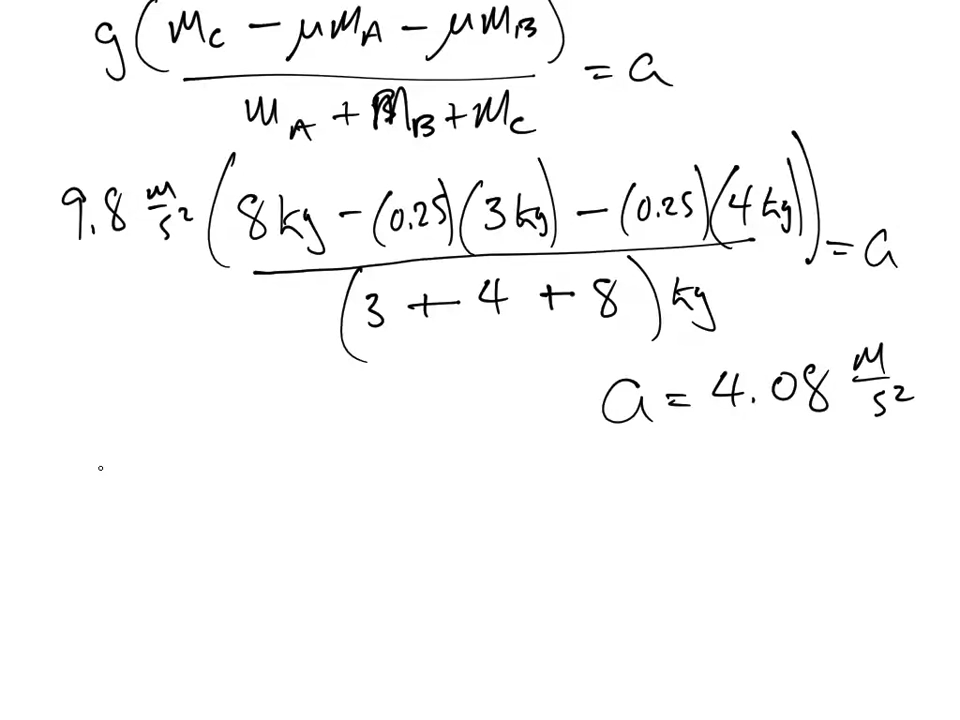 g(m_C − μm_A − μm_B) / (m_A + m_B + m_C) = a
9.8 m/s² (8kg − (0.25)(3kg) − (0.25)(4kg)) / (3 + 4 + 8)kg = a
a = 4.08 m/s²